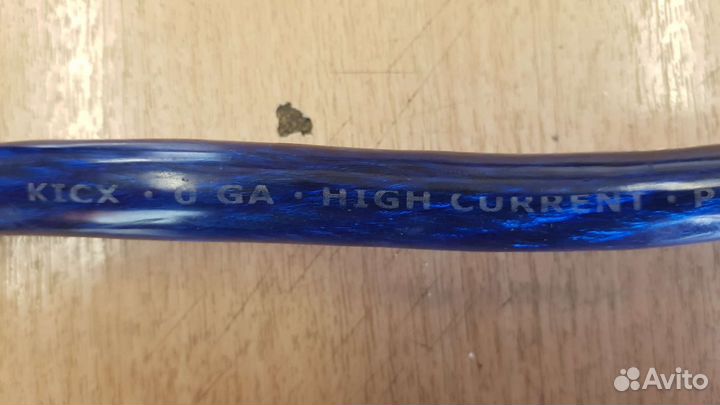 KICX · 0 GA · HIGH CURRENT · P
Avito